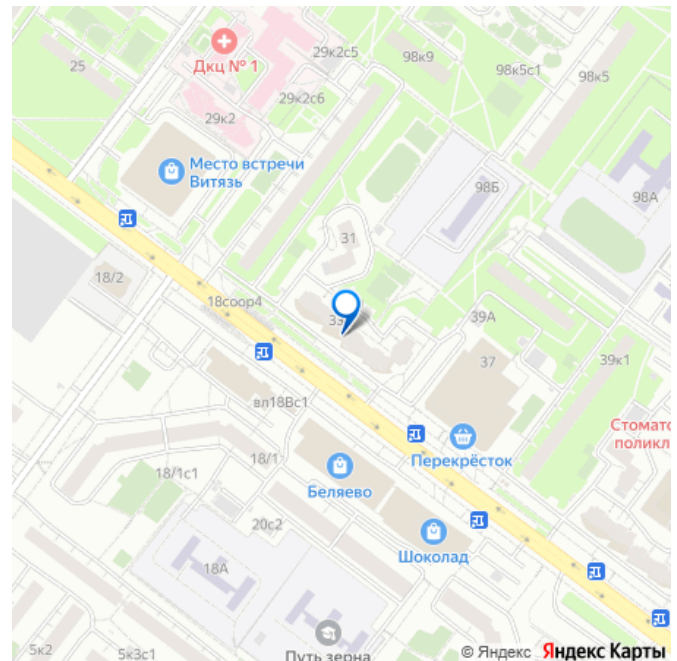 29к2с5
98к9
Дкц № 1
25
98к5с1
98к5
29к2с6
29к2
Место встречи
Витязь
98Б
98А
31
18/2
18соор4
39А
37
39к1
вл18Вс1
Стомато
поликл
Перекрёсток
18/1
18/1с1
Беляево
20с2
Шоколад
18А
5к2
5к3с1
Путь зерна
© Яндекс Яндекс Карты